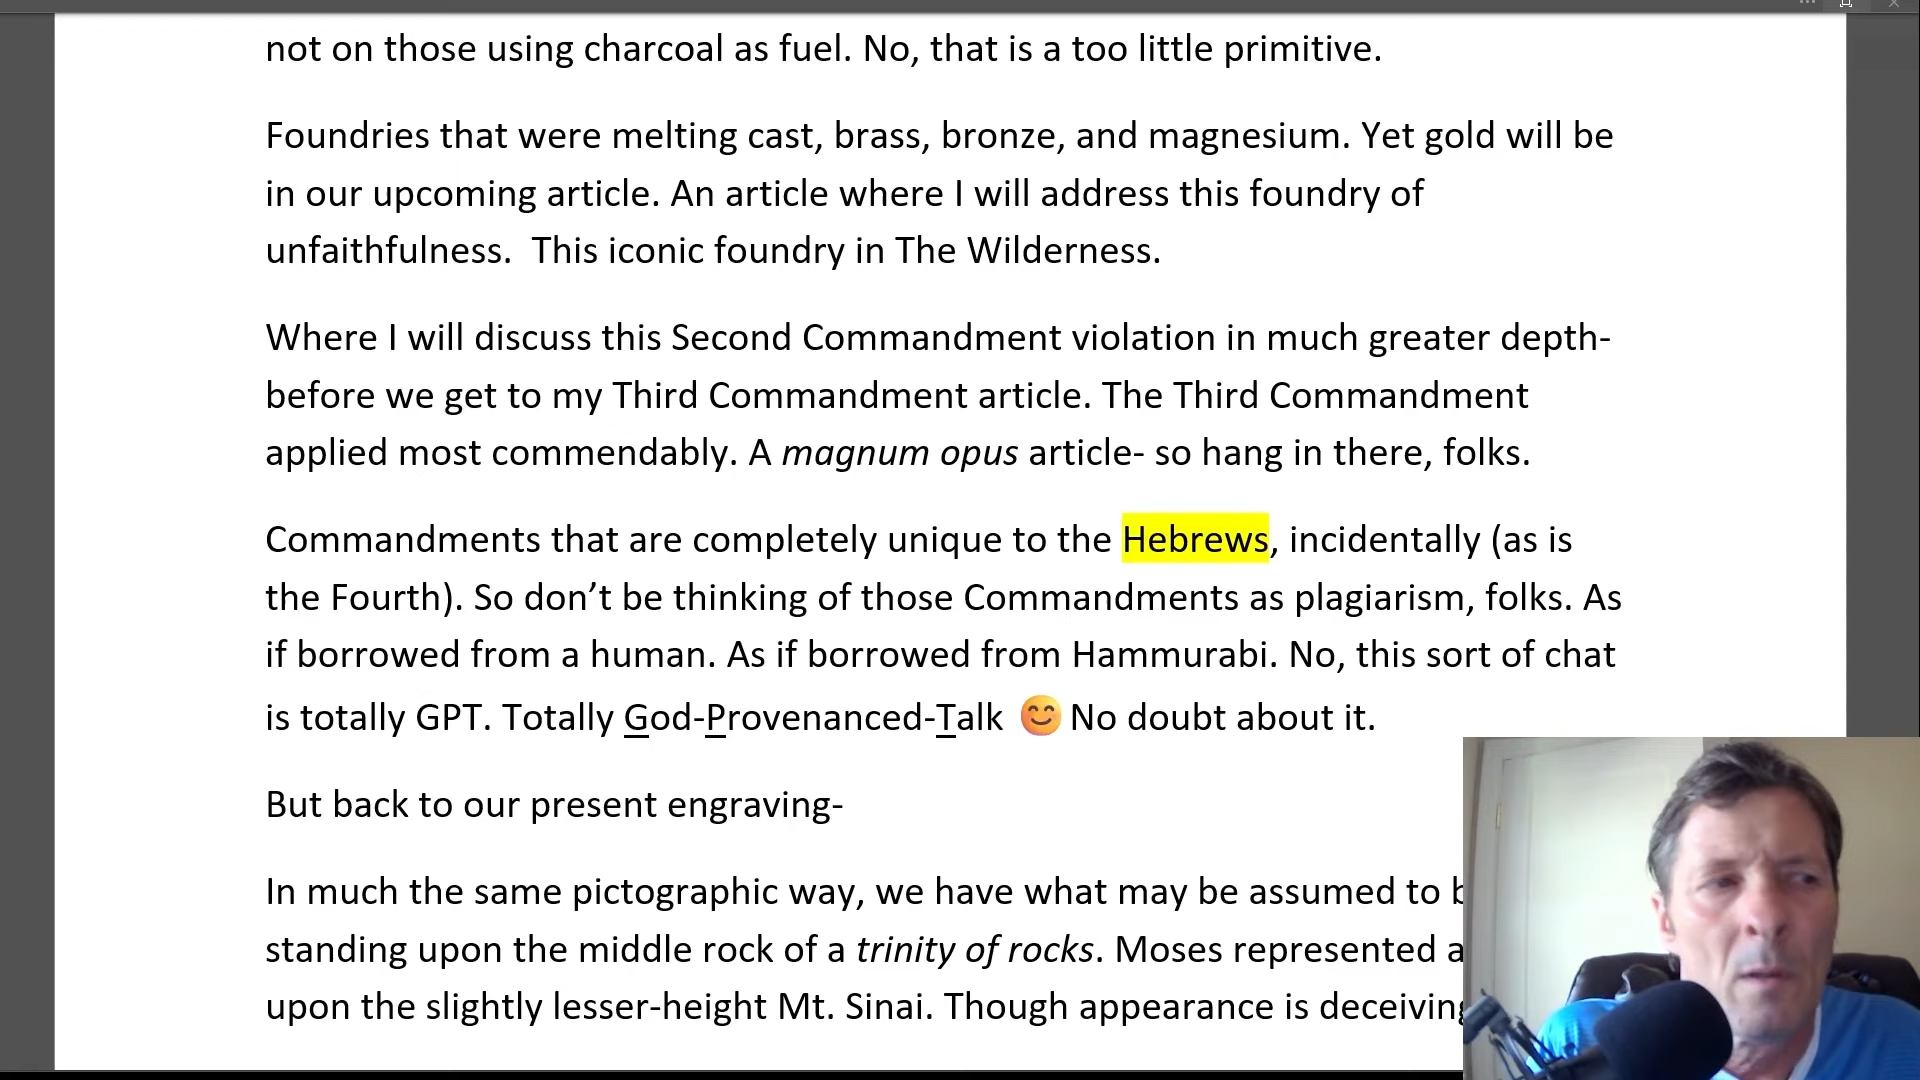 not on those using charcoal as fuel. No, that is a too little primitive.
Foundries that were melting cast, brass, bronze, and magnesium. Yet gold will be
in our upcoming article. An article where I will address this foundry of
unfaithfulness.  This iconic foundry in The Wilderness.
Where I will discuss this Second Commandment violation in much greater depth-
before we get to my Third Commandment article. The Third Commandment
applied most commendably. A magnum opus article- so hang in there, folks.
Commandments that are completely unique to the Hebrews, incidentally (as is
the Fourth). So don’t be thinking of those Commandments as plagiarism, folks. As
if borrowed from a human. As if borrowed from Hammurabi. No, this sort of chat
is totally GPT. Totally God-Provenanced-Talk 😊 No doubt about it.
But back to our present engraving-
In much the same pictographic way, we have what may be assumed to
standing upon the middle rock of a trinity of rocks. Moses represented
upon the slightly lesser-height Mt. Sinai. Though appearance is